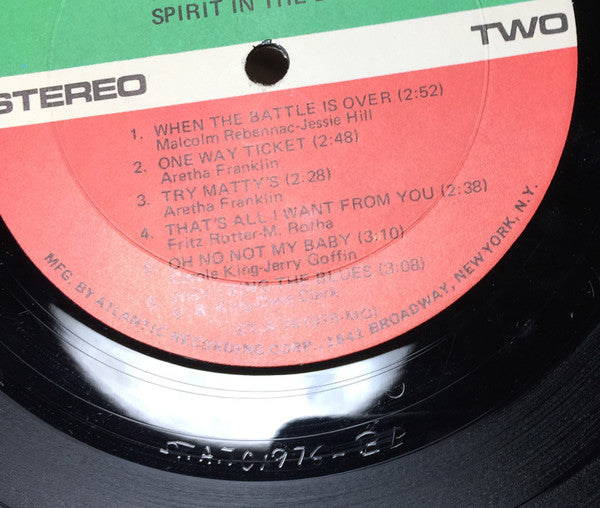 SPIRIT IN THE
STEREO
TWO
1. WHEN THE BATTLE IS OVER (2:52)
Malcolm Rebennac-Jessie Hill
2. ONE WAY TICKET (2:48)
Aretha Franklin
3. TRY MATTY'S (2:28)
Aretha Franklin
4. THAT'S ALL I WANT FROM YOU (2:38)
Fritz Rotter-M. Rotha
OH NO NOT MY BABY (3:10)
King-Jerry Goffin
THE BLUES (3:08)
MFG. BY ATLANTIC RECORDING CORP., 1841 BROADWAY, NEW YORK, N.Y.